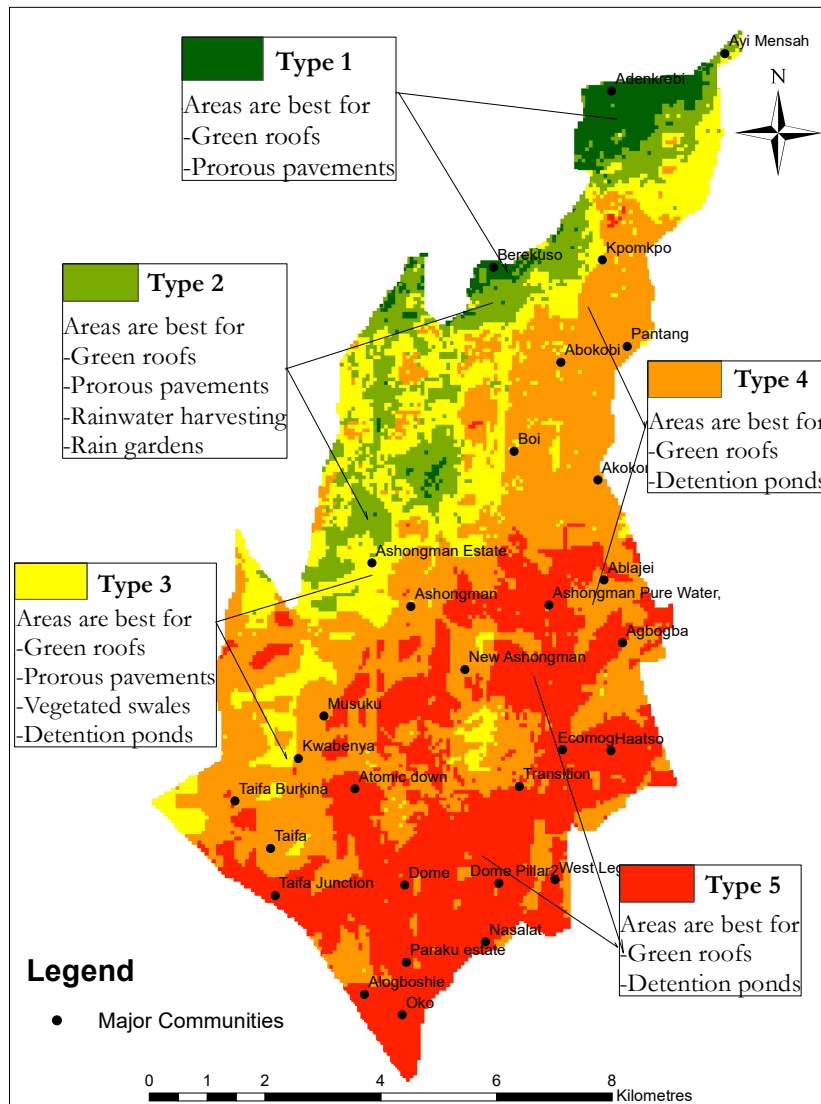 Ayi Mensah
Type 1
Areas are best for
-Green roofs
-Prorous pavements
Adenkrebi
N
Berekuso
Kpomkpo
Type 2
Areas are best for
-Green roofs
-Prorous pavements
-Rainwater harvesting
-Rain gardens
Pantang
Abokobi
Type 4
Areas are best for
-Green roofs
-Detention ponds
Boi
Akokor
Ashongman Estate
Type 3
Areas are best for
-Green roofs
-Prorous pavements
-Vegetated swales
-Detention ponds
Ablajei
Ashongman Pure Water,
Ashongman
Agbogba
New Ashongman
Musuku
Kwabenya
Ecomog
Haatso
Transition
Atomic down
Taifa Burkina
Taifa
Taifa Junction
Dome
Dome Pillar2
West Leg
Type 5
Areas are best for
-Green roofs
-Detention ponds
Nasalat
Paraku estate
Alogboshie
Oko
Legend
Major Communities
0 2 4 6 8
Kilometres